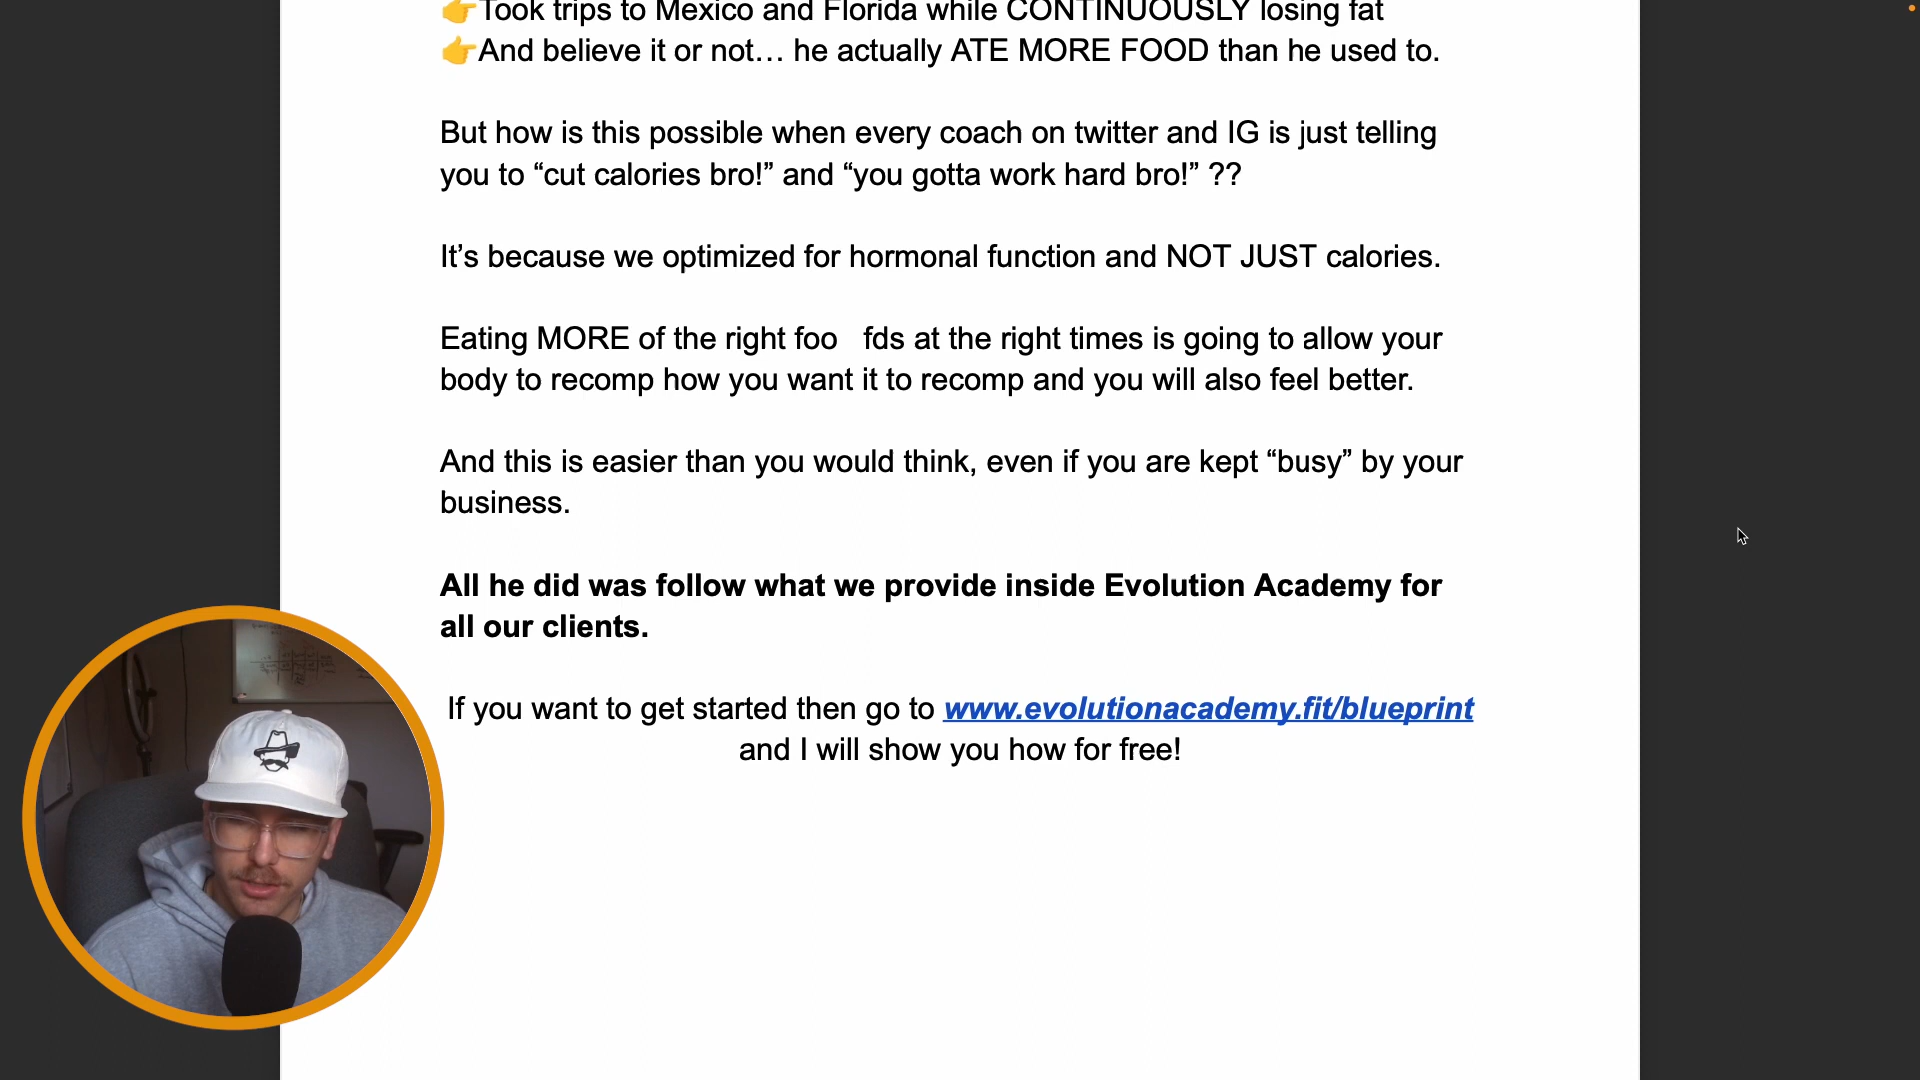 👉Took trips to Mexico and Florida while CONTINUOUSLY losing fat
👉And believe it or not… he actually ATE MORE FOOD than he used to.
But how is this possible when every coach on twitter and IG is just telling
you to “cut calories bro!” and “you gotta work hard bro!” ??
It’s because we optimized for hormonal function and NOT JUST calories.
Eating MORE of the right foo   fds at the right times is going to allow your
body to recomp how you want it to recomp and you will also feel better.
And this is easier than you would think, even if you are kept “busy” by your
business.
All he did was follow what we provide inside Evolution Academy for
all our clients.
If you want to get started then go to www.evolutionacademy.fit/blueprint
and I will show you how for free!